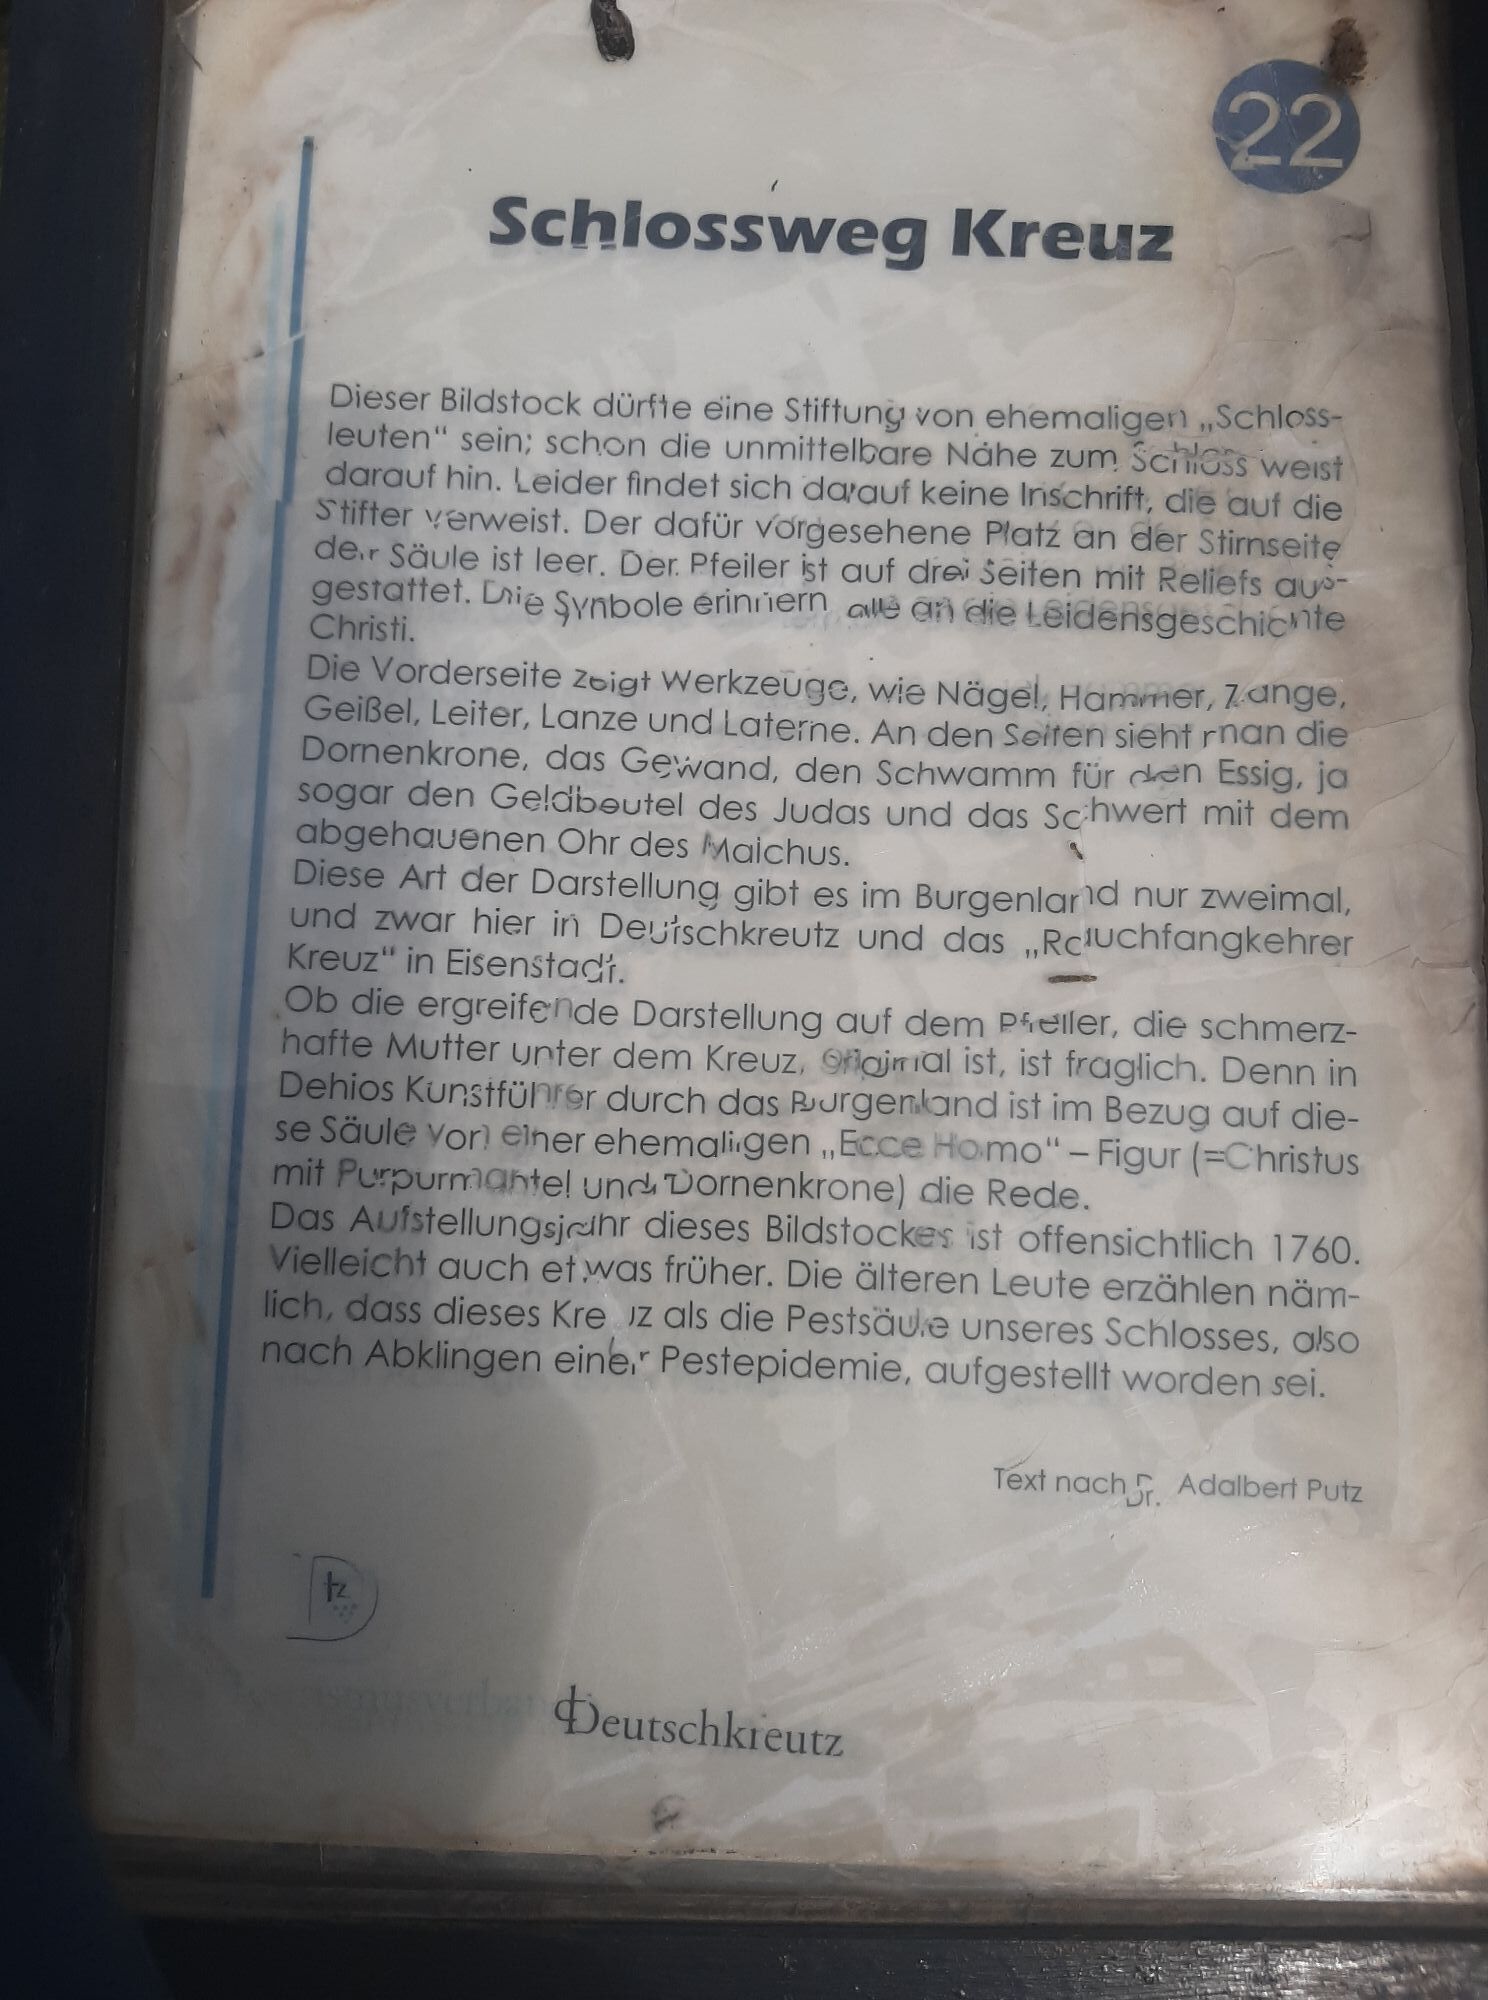 22
Schlossweg Kreuz
Dieser Bildstock dürfte eine Stiftung von ehemaligen „Schloss-
leuten“ sein; schon die unmittelbare Nähe zum Schloss weist
darauf hin. Leider findet sich darauf keine Inschrift, die auf die
Stifter verweist. Der dafür vorgesehene Platz an der Stirnseite
der Säule ist leer. Der Pfeiler ist auf drei Seiten mit Reliefs aus-
gestattet. Die Symbole erinnern alle an die Leidensgeschichte
Christi.
Die Vorderseite zeigt Werkzeuge, wie Nägel, Hammer, Zange,
Geißel, Leiter, Lanze und Laterne. An den Seiten sieht man die
Dornenkrone, das Gewand, den Schwamm für den Essig, ja
sogar den Geldbeutel des Judas und das Schwert mit dem
abgehauenen Ohr des Malchus.
Diese Art der Darstellung gibt es im Burgenland nur zweimal,
und zwar hier in Deutschkreutz und das „Rauchfangkehrer
Kreuz“ in Eisenstadt.
Ob die ergreifende Darstellung auf dem Pfeiler, die schmerz-
hafte Mutter unter dem Kreuz, Original ist, ist fraglich. Denn in
Dehios Kunstführer durch das Burgenland ist im Bezug auf die-
se Säule von einer ehemaligen „Ecce Homo“ – Figur (=Christus
mit Purpurmantel und Dornenkrone) die Rede.
Das Aufstellungsjahr dieses Bildstockes ist offensichtlich 1760.
Vielleicht auch etwas früher. Die älteren Leute erzählen näm-
lich, dass dieses Kreuz als die Pestsäule unseres Schlosses, also
nach Abklingen einer Pestepidemie, aufgestellt worden sei.
Text nach Dr. Adalbert Putz
Deutschkreutz